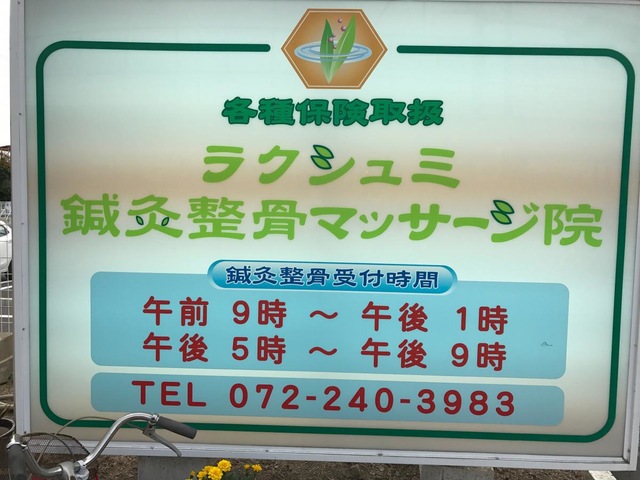 各種保険取扱
ラクシュミ
鍼灸整骨マッサージ院
鍼灸整骨受付時間
午前 9時 ～ 午後 1時
午後 5時 ～ 午後 9時
TEL 072-240-3983